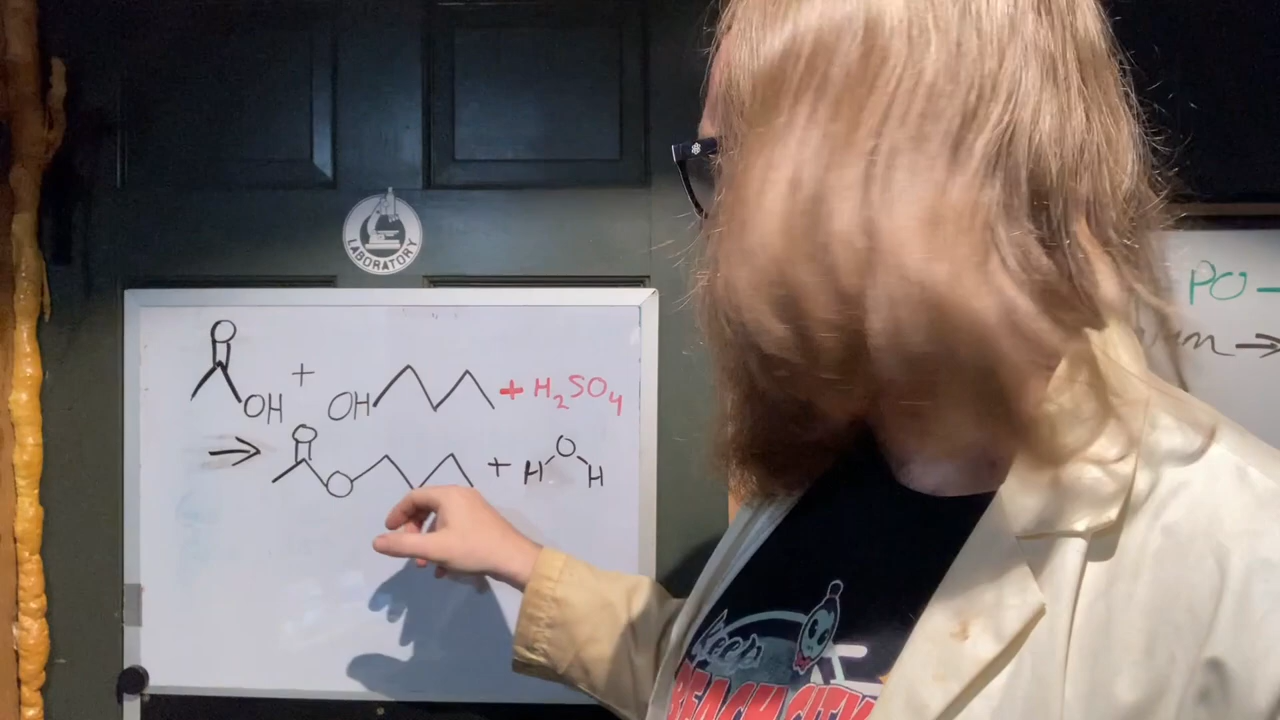 LABORATORY
O
OH + OH + H₂SO₄
→ O O + H O H
PO
Keep
BEACH CITY